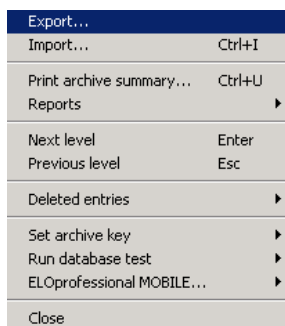 Export...
Import... Ctrl+I
Print archive summary... Ctrl+U
Reports
Next level Enter
Previous level Esc
Deleted entries
Set archive key
Run database test
ELOprofessional MOBILE...
Close